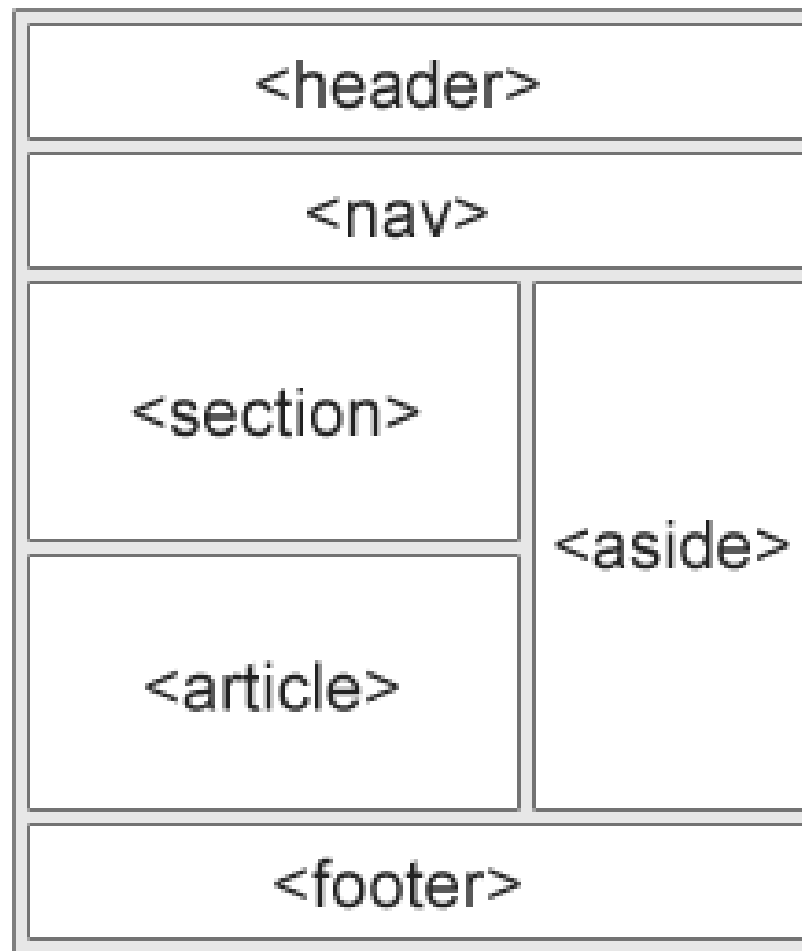 <header>
<nav>
<section>
<aside>
<article>
<footer>